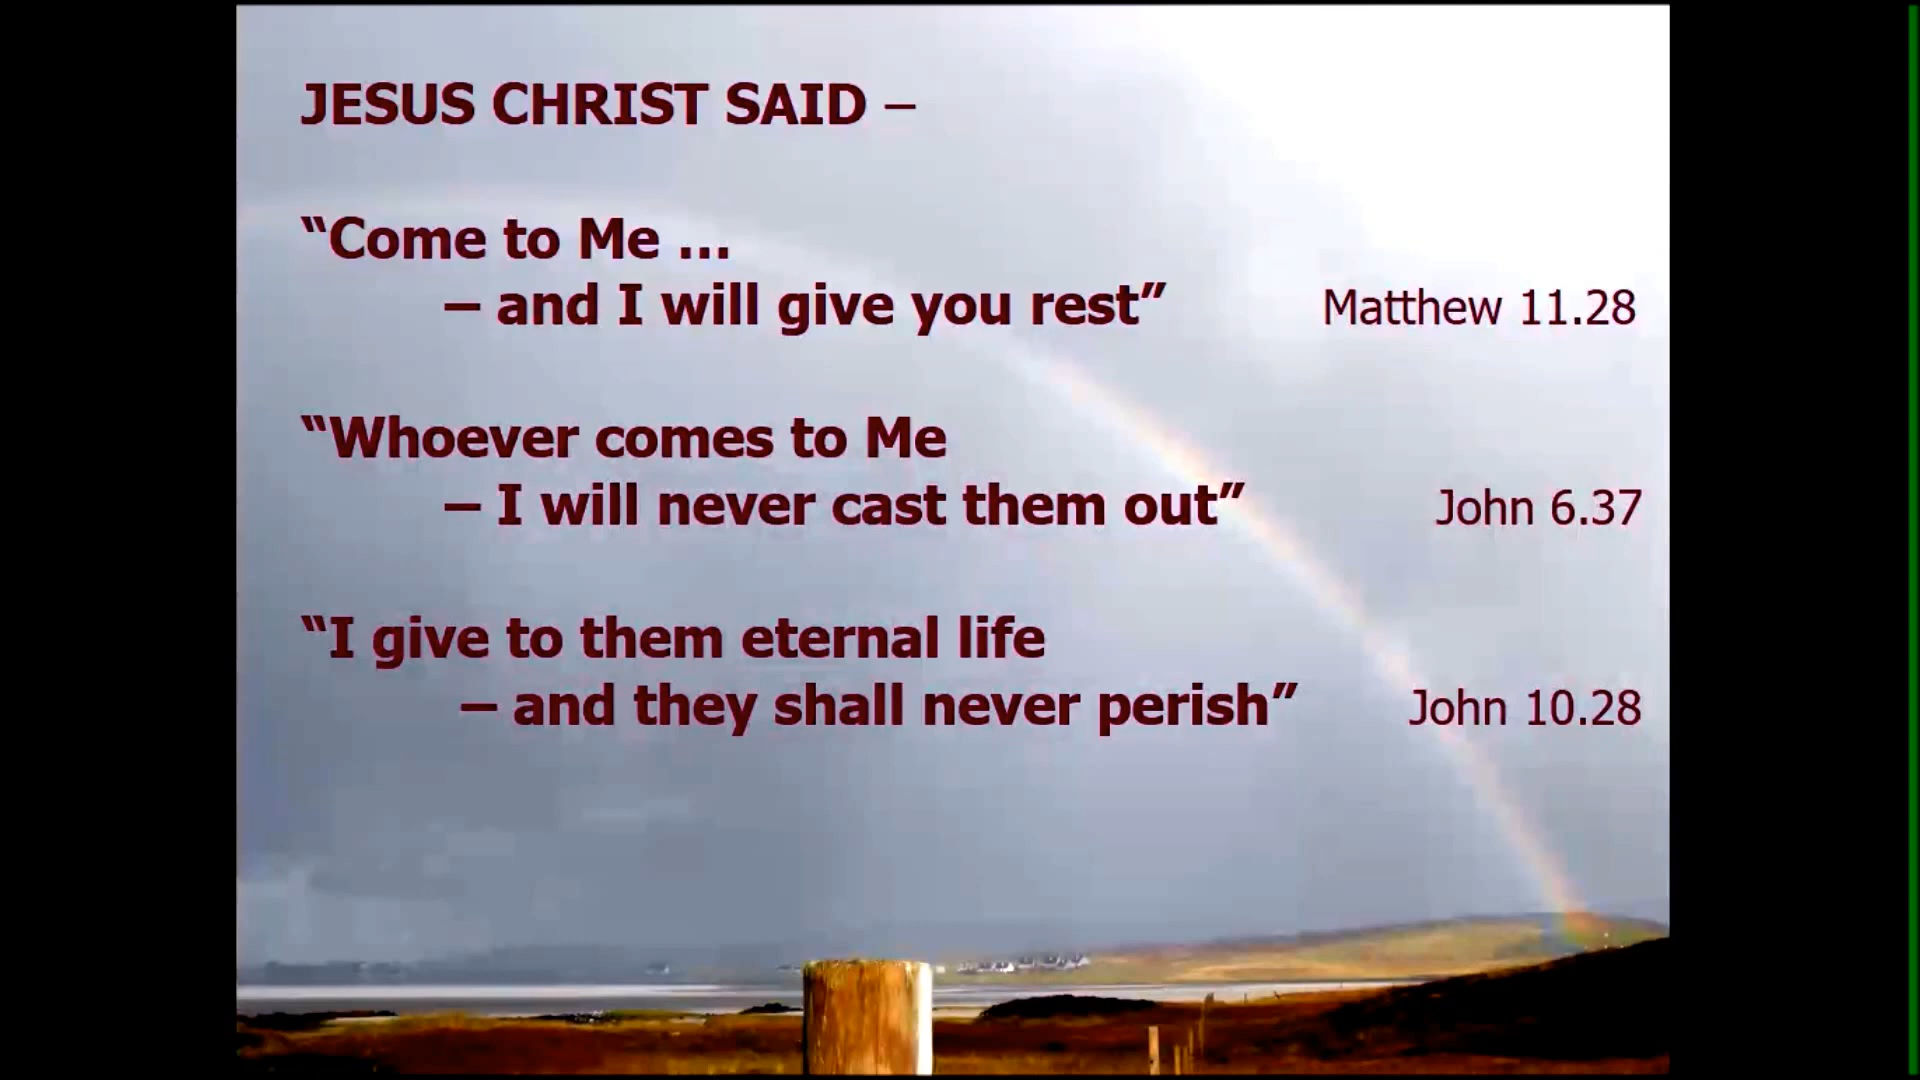 JESUS CHRIST SAID –
“Come to Me ...
– and I will give you rest” Matthew 11.28
“Whoever comes to Me
– I will never cast them out” John 6.37
“I give to them eternal life
– and they shall never perish” John 10.28